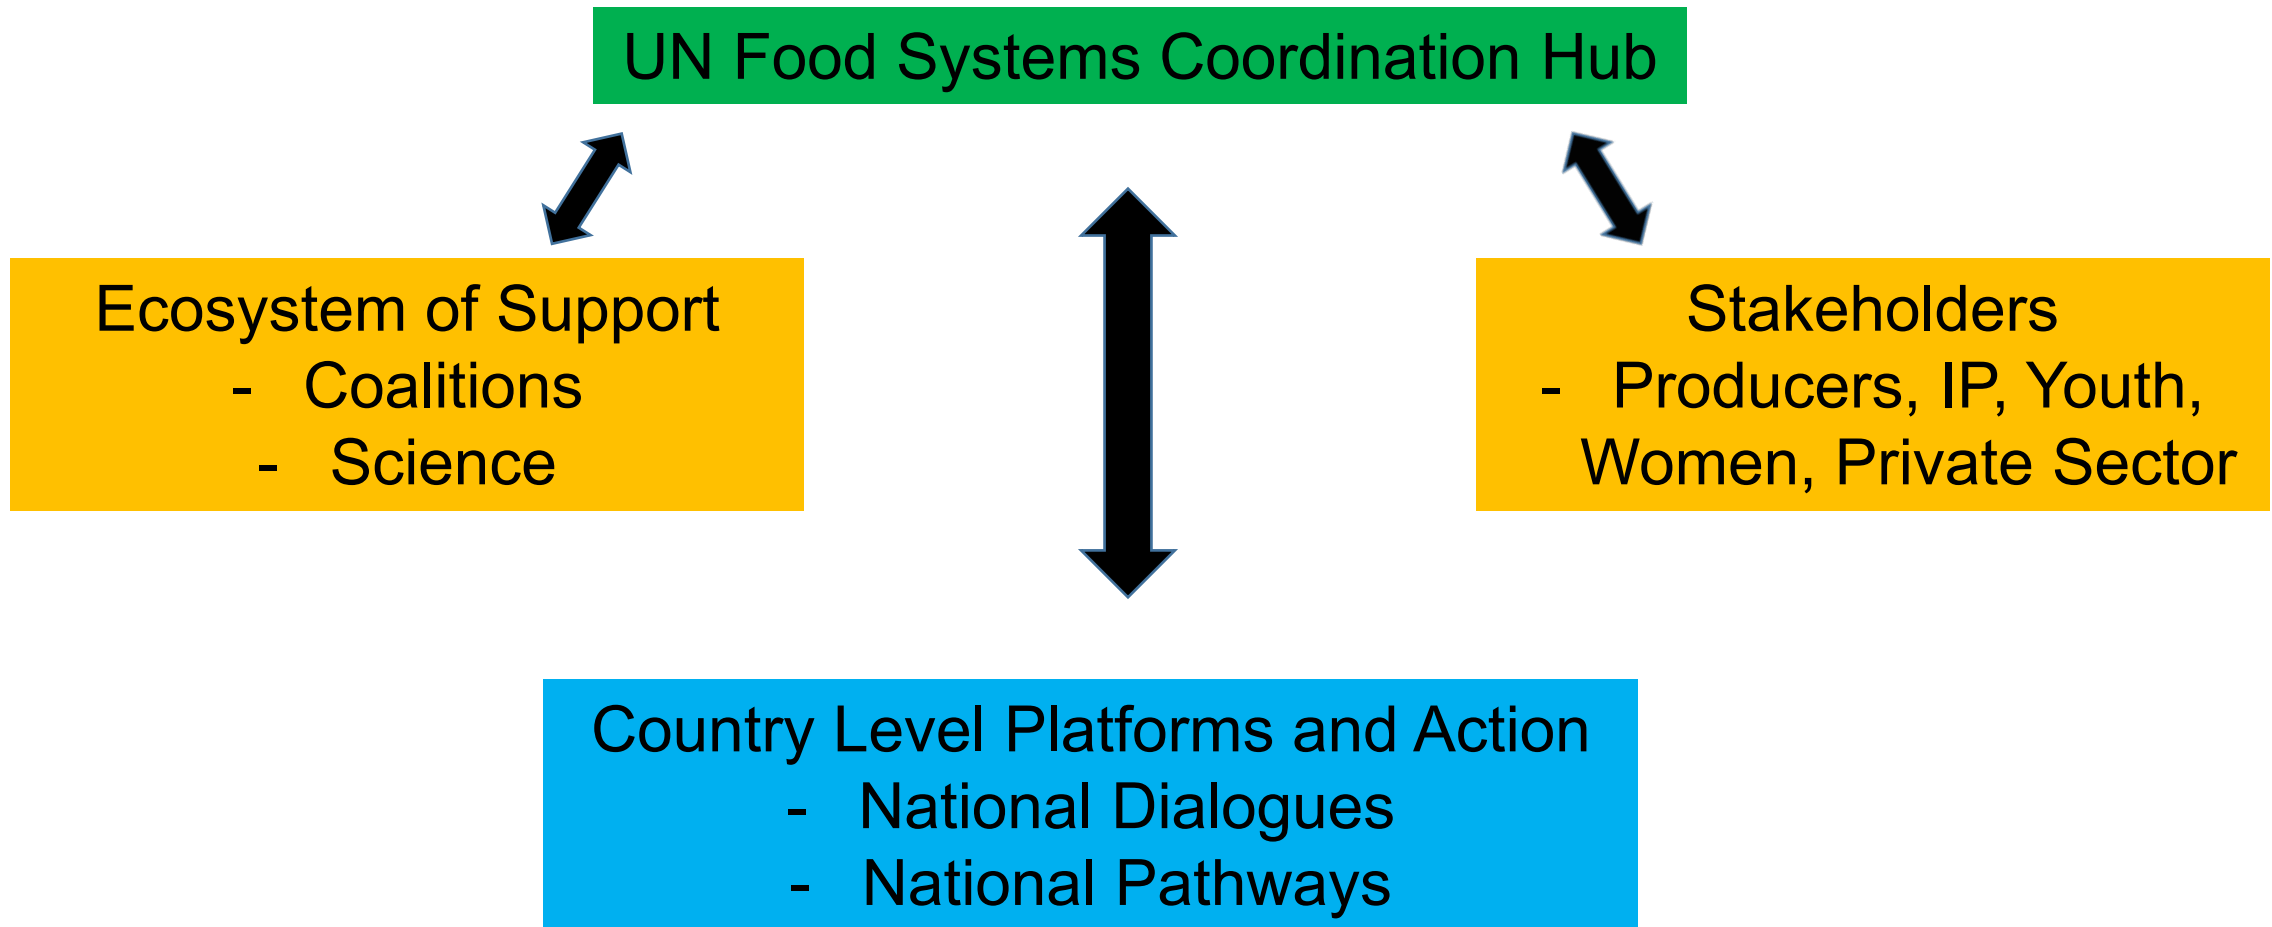 UN Food Systems Coordination Hub
Ecosystem of Support
- Coalitions
- Science
Stakeholders
- Producers, IP, Youth,
Women, Private Sector
Country Level Platforms and Action
- National Dialogues
- National Pathways